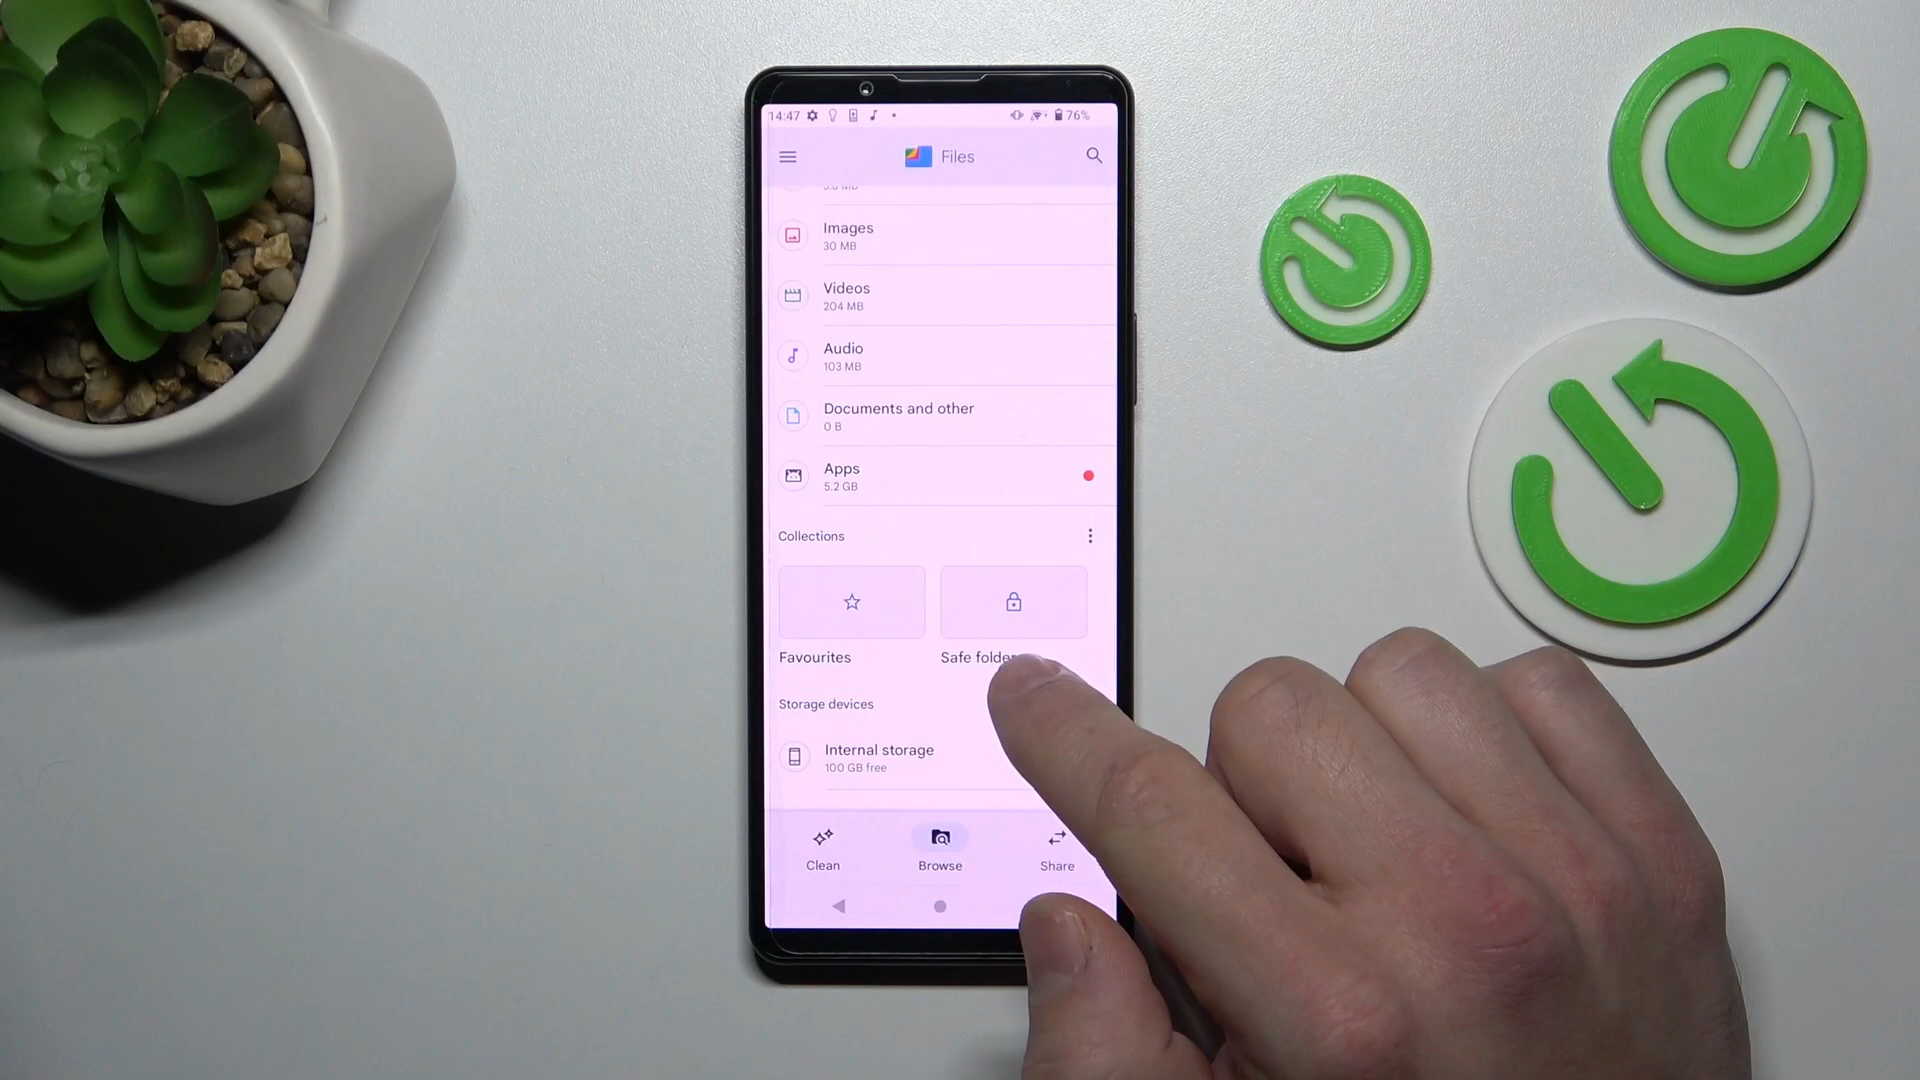 14:47 76%
Files
Images
30 MB
Videos
204 MB
Audio
103 MB
Documents and other
0 B
Apps
5.2 GB
Collections
Favourites
Safe folder
Storage devices
Internal storage
100 GB free
Clean
Browse
Share